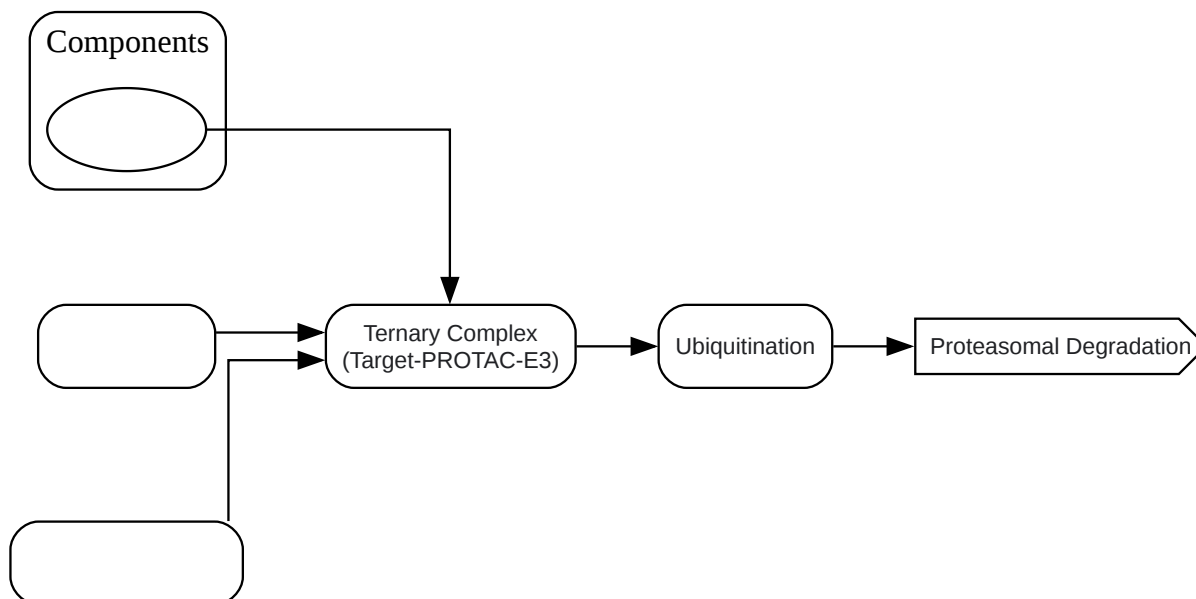 Components
Ternary Complex
(Target-PROTAC-E3)
Ubiquitination
Proteasomal Degradation